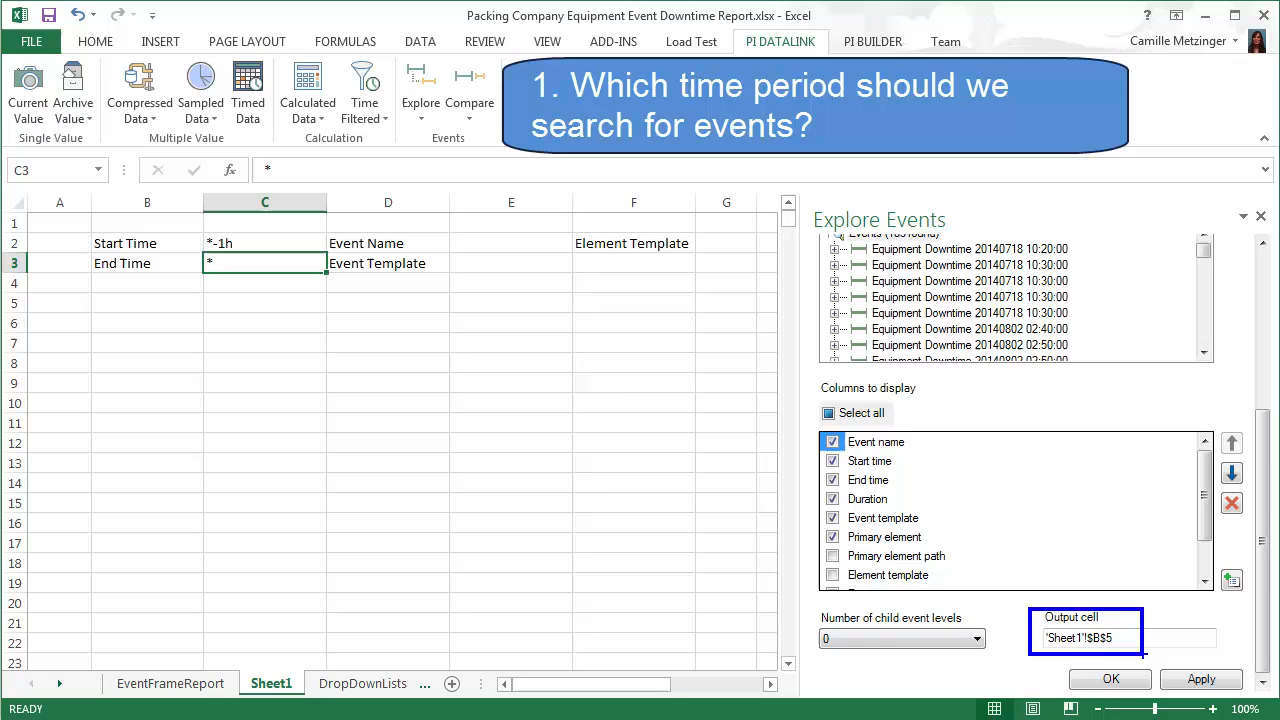 Packing Company Equipment Event Downtime Report.xlsx - Excel
FILE HOME INSERT PAGE LAYOUT FORMULAS DATA REVIEW VIEW ADD-INS Load Test PI DATALINK PI BUILDER Team Camille Metzinger
Current Value Archive Value Compressed Data Sampled Data Timed Data Calculated Data Time Filtered Explore Compare
Single Value Multiple Value Calculation Events
1. Which time period should we
search for events?
C3 fx *
A B C D E F G
1
2 Start Time *-1h Event Name Element Template
3 End Time * Event Template
4
5
6
7
8
9
10
11
12
13
14
15
16
17
18
19
20
21
22
23
Explore Events
Equipment Downtime 20140718 10:20:00
Equipment Downtime 20140718 10:30:00
Equipment Downtime 20140718 10:30:00
Equipment Downtime 20140718 10:30:00
Equipment Downtime 20140718 10:30:00
Equipment Downtime 20140802 02:40:00
Equipment Downtime 20140802 02:50:00
Equipment Downtime 20140802 02:50:00
Columns to display
Select all
Event name
Start time
End time
Duration
Event template
Primary element
Primary element path
Element template
Number of child event levels
0
Output cell
'Sheet1'!$B$5
OK Apply
EventFrameReport Sheet1 DropDownLists ...
READY 100%